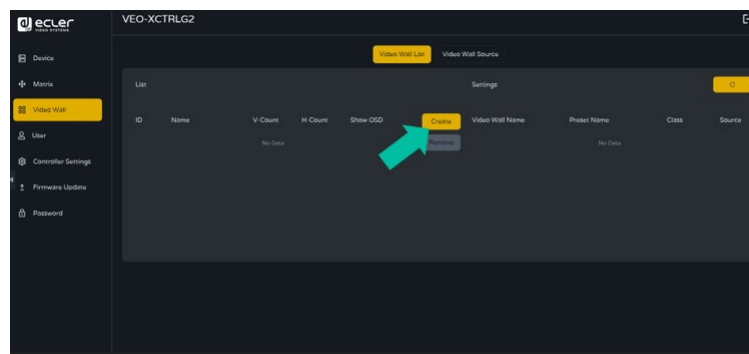 ecler
VIDEO SYSTEMS
VEO-XCTRLG2
Device
Matrix
Video Wall
User
Controller Settings
Firmware Update
Password
Video Wall List
Video Wall Source
List
Settings
ID Name V-Count H-Count Show OSD Create Video Wall Name Preset Name Class Source
No Data
No Data